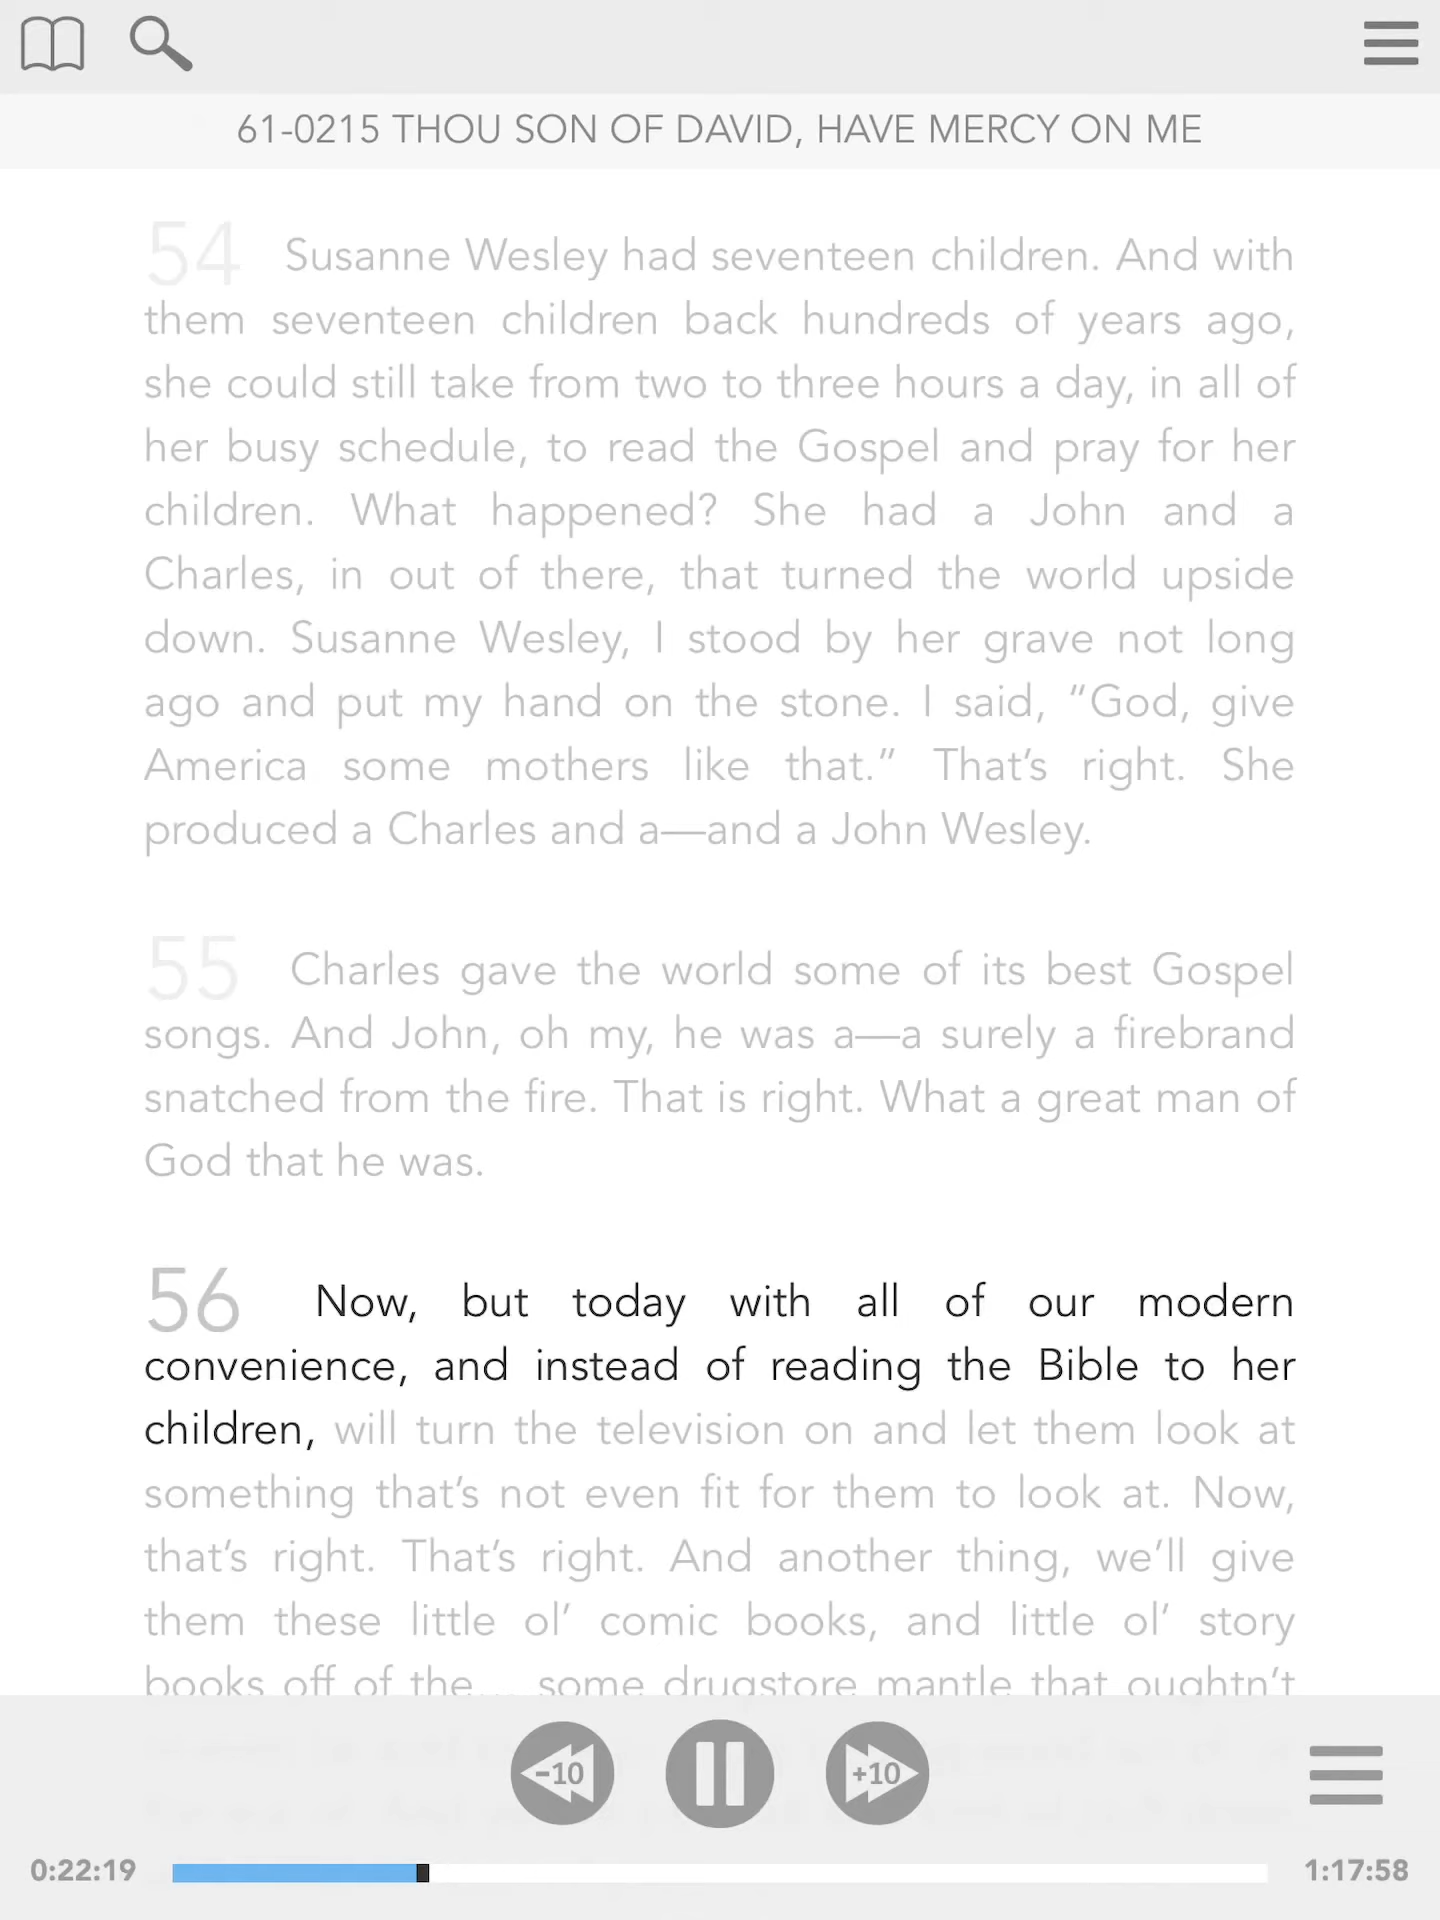 61-0215 THOU SON OF DAVID, HAVE MERCY ON ME
54 Susanne Wesley had seventeen children. And with
them seventeen children back hundreds of years ago,
she could still take from two to three hours a day, in all of
her busy schedule, to read the Gospel and pray for her
children. What happened? She had a John and a
Charles, in out of there, that turned the world upside
down. Susanne Wesley, I stood by her grave not long
ago and put my hand on the stone. I said, “God, give
America some mothers like that.” That’s right. She
produced a Charles and a—and a John Wesley.
55 Charles gave the world some of its best Gospel
songs. And John, oh my, he was a—a surely a firebrand
snatched from the fire. That is right. What a great man of
God that he was.
56 Now, but today with all of our modern
convenience, and instead of reading the Bible to her
children, will turn the television on and let them look at
something that’s not even fit for them to look at. Now,
that’s right. That’s right. And another thing, we’ll give
them these little ol’ comic books, and little ol’ story
books off of the... some drugstore mantle that oughtn’t
-10 +10
0:22:19 1:17:58